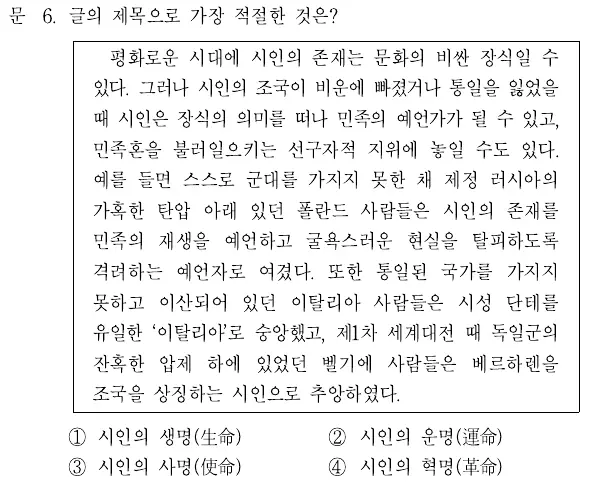 문 6. 글의 제목으로 가장 적절한 것은?
평화로운 시대에 시인의 존재는 문화의 비싼 장식일 수
있다. 그러나 시인의 조국이 비운에 빠졌거나 통일을 잃었을
때 시인은 장식의 의미를 떠나 민족의 예언가가 될 수 있고,
민족혼을 불러일으키는 선구자적 지위에 놓일 수도 있다.
예를 들면 스스로 군대를 가지지 못한 채 제정 러시아의
가혹한 탄압 아래 있던 폴란드 사람들은 시인의 존재를
민족의 재생을 예언하고 굴욕스러운 현실을 탈피하도록
격려하는 예언자로 여겼다. 또한 통일된 국가를 가지지
못하고 이산되어 있던 이탈리아 사람들은 시성 단테를
유일한 ‘이탈리아’로 숭앙했고, 제1차 세계대전 때 독일군의
잔혹한 압제 하에 있었던 벨기에 사람들은 베르하렌을
조국을 상징하는 시인으로 추앙하였다.
① 시인의 생명(生命) ② 시인의 운명(運命)
③ 시인의 사명(使命) ④ 시인의 혁명(革命)